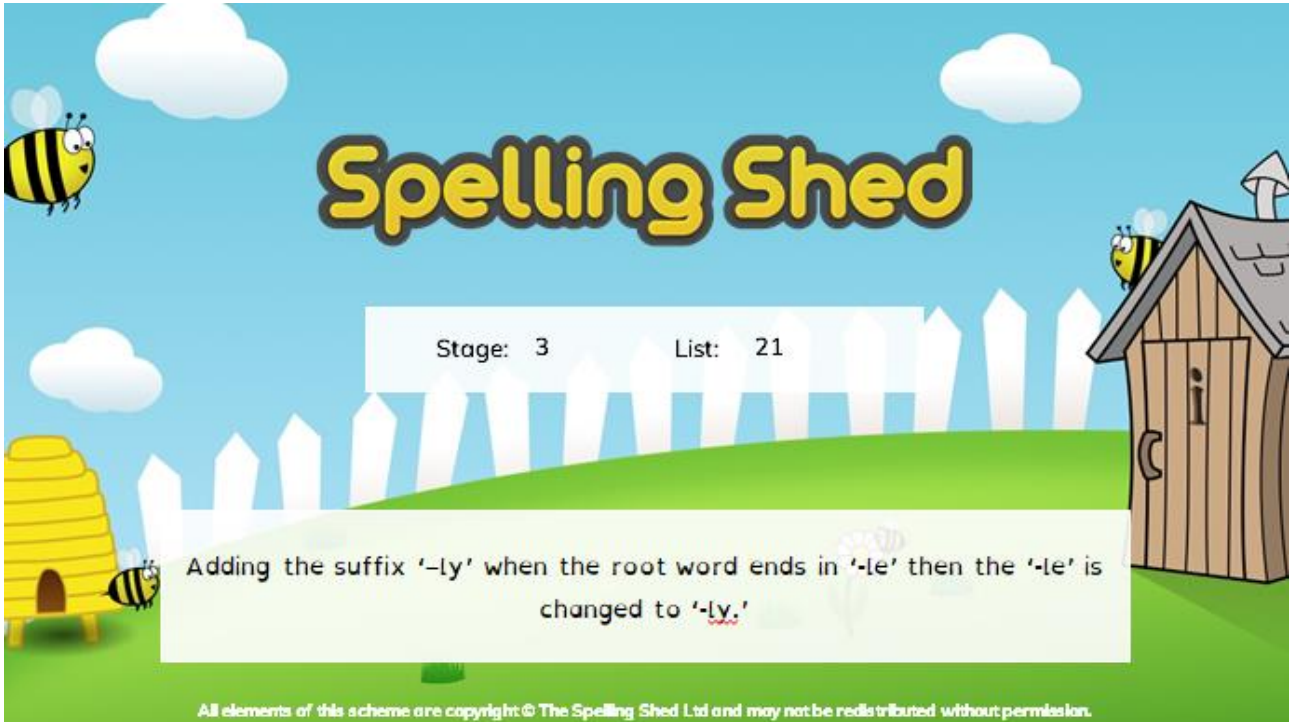 Spelling Shed
Stage: 3 List: 21
i
Adding the suffix ‘–ly’ when the root word ends in ‘-le’ then the ‘-le’ is
changed to ‘-ly.’
All elements of this scheme are copyright © The Spelling Shed Ltd and may not be redistributed without permission.